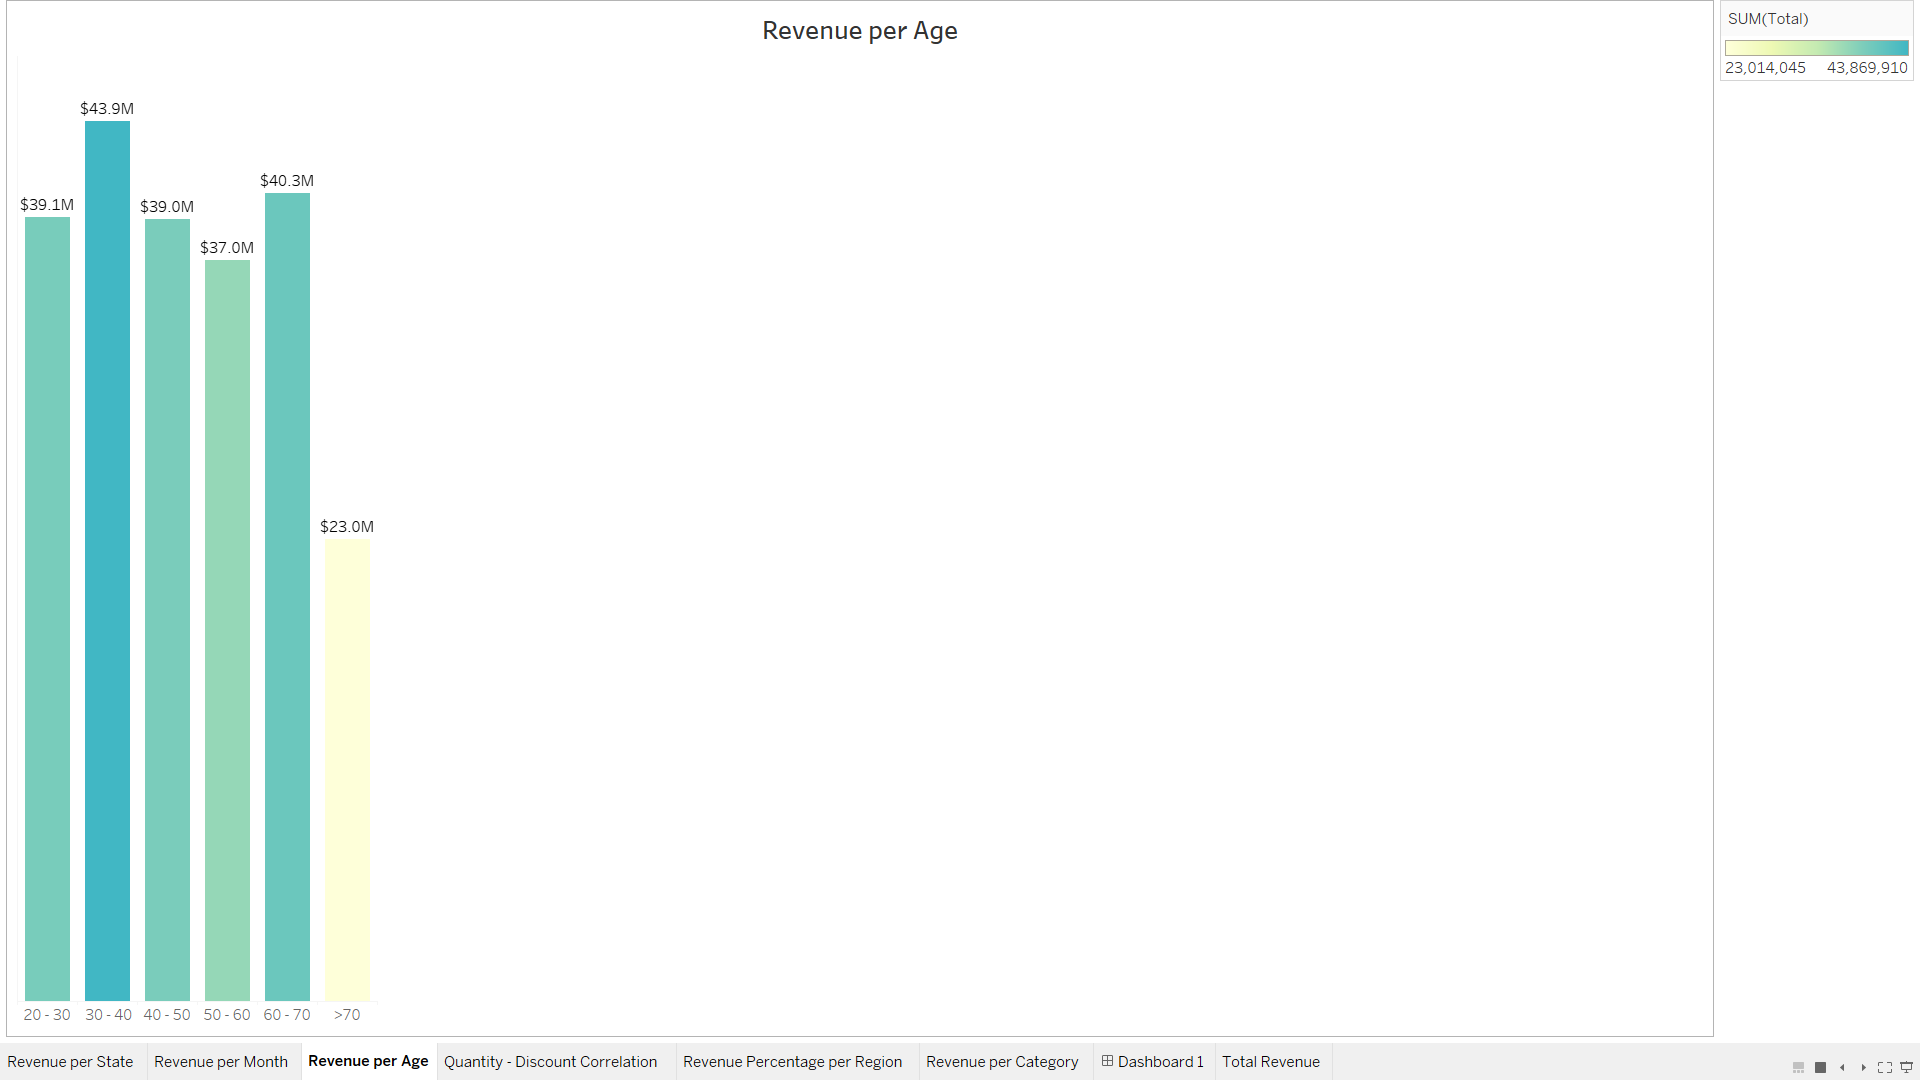 Revenue per Age
SUM(Total)
23,014,045 43,869,910
$43.9M
$40.3M
$39.1M
$39.0M
$37.0M
$23.0M
20 - 30 30 - 40 40 - 50 50 - 60 60 - 70 >70
Revenue per State Revenue per Month Revenue per Age Quantity - Discount Correlation Revenue Percentage per Region Revenue per Category Dashboard 1 Total Revenue